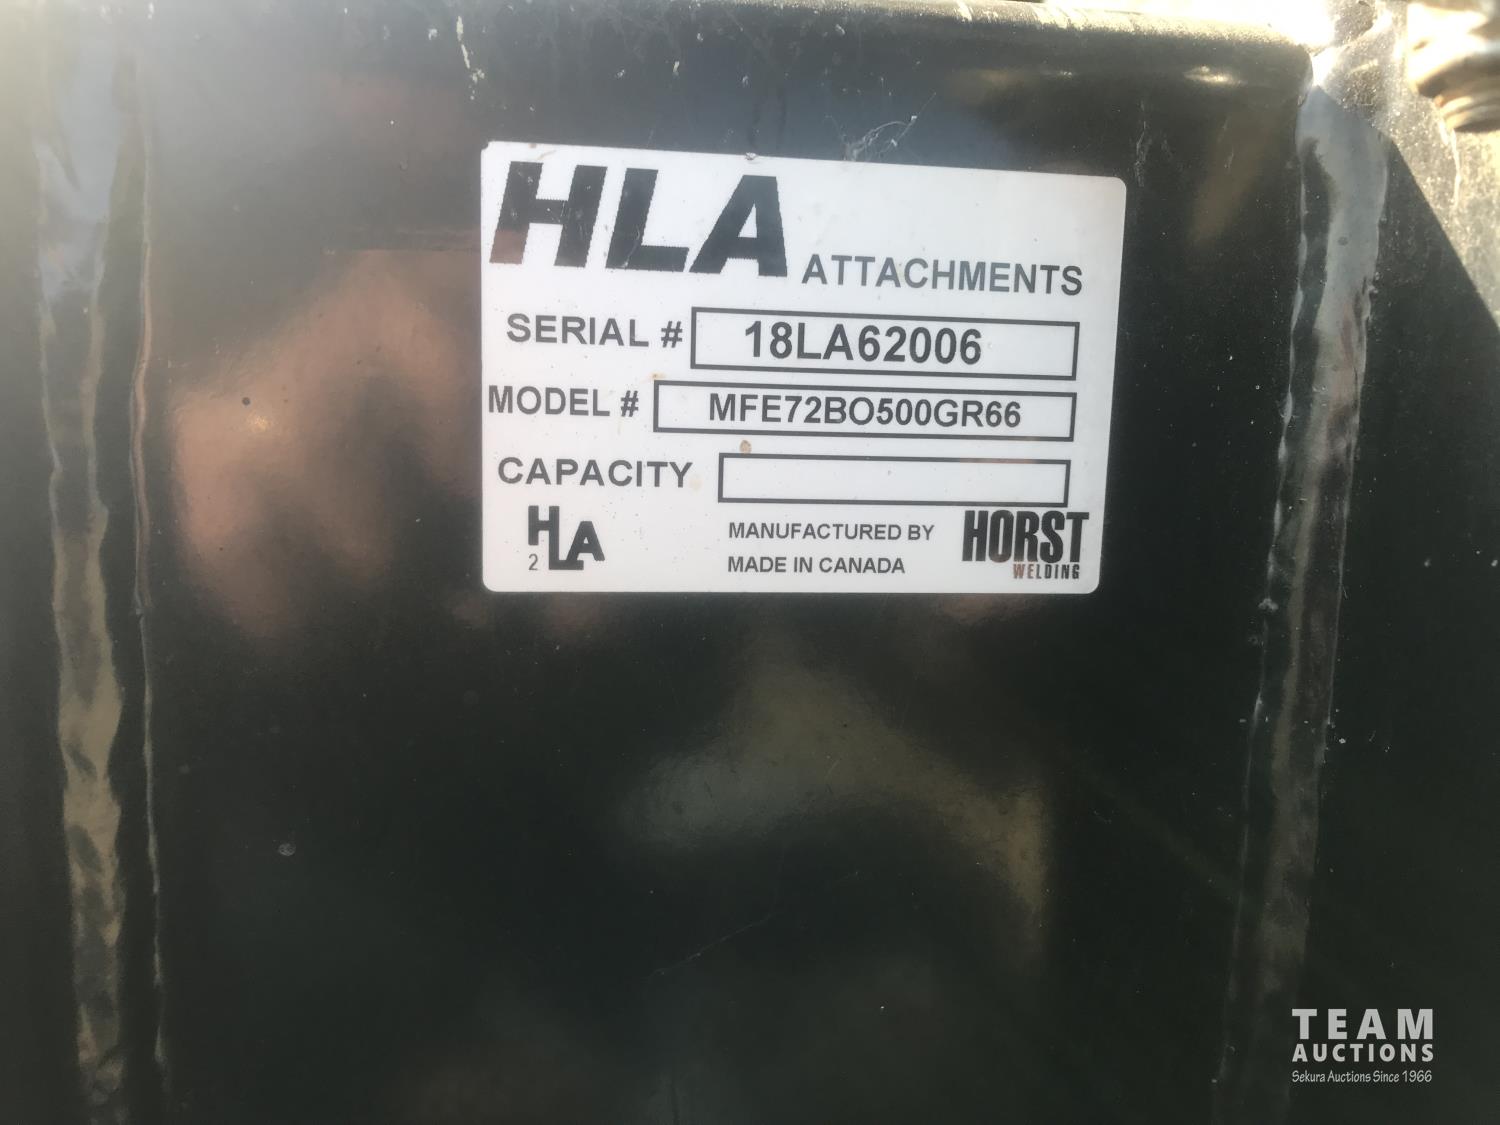 HLA ATTACHMENTS
SERIAL # 18LA62006
MODEL # MFE72BO500GR66
CAPACITY
HLA
2
MANUFACTURED BY HORST
WELDING
MADE IN CANADA
TEAM
AUCTIONS
Sekura Auctions Since 1966